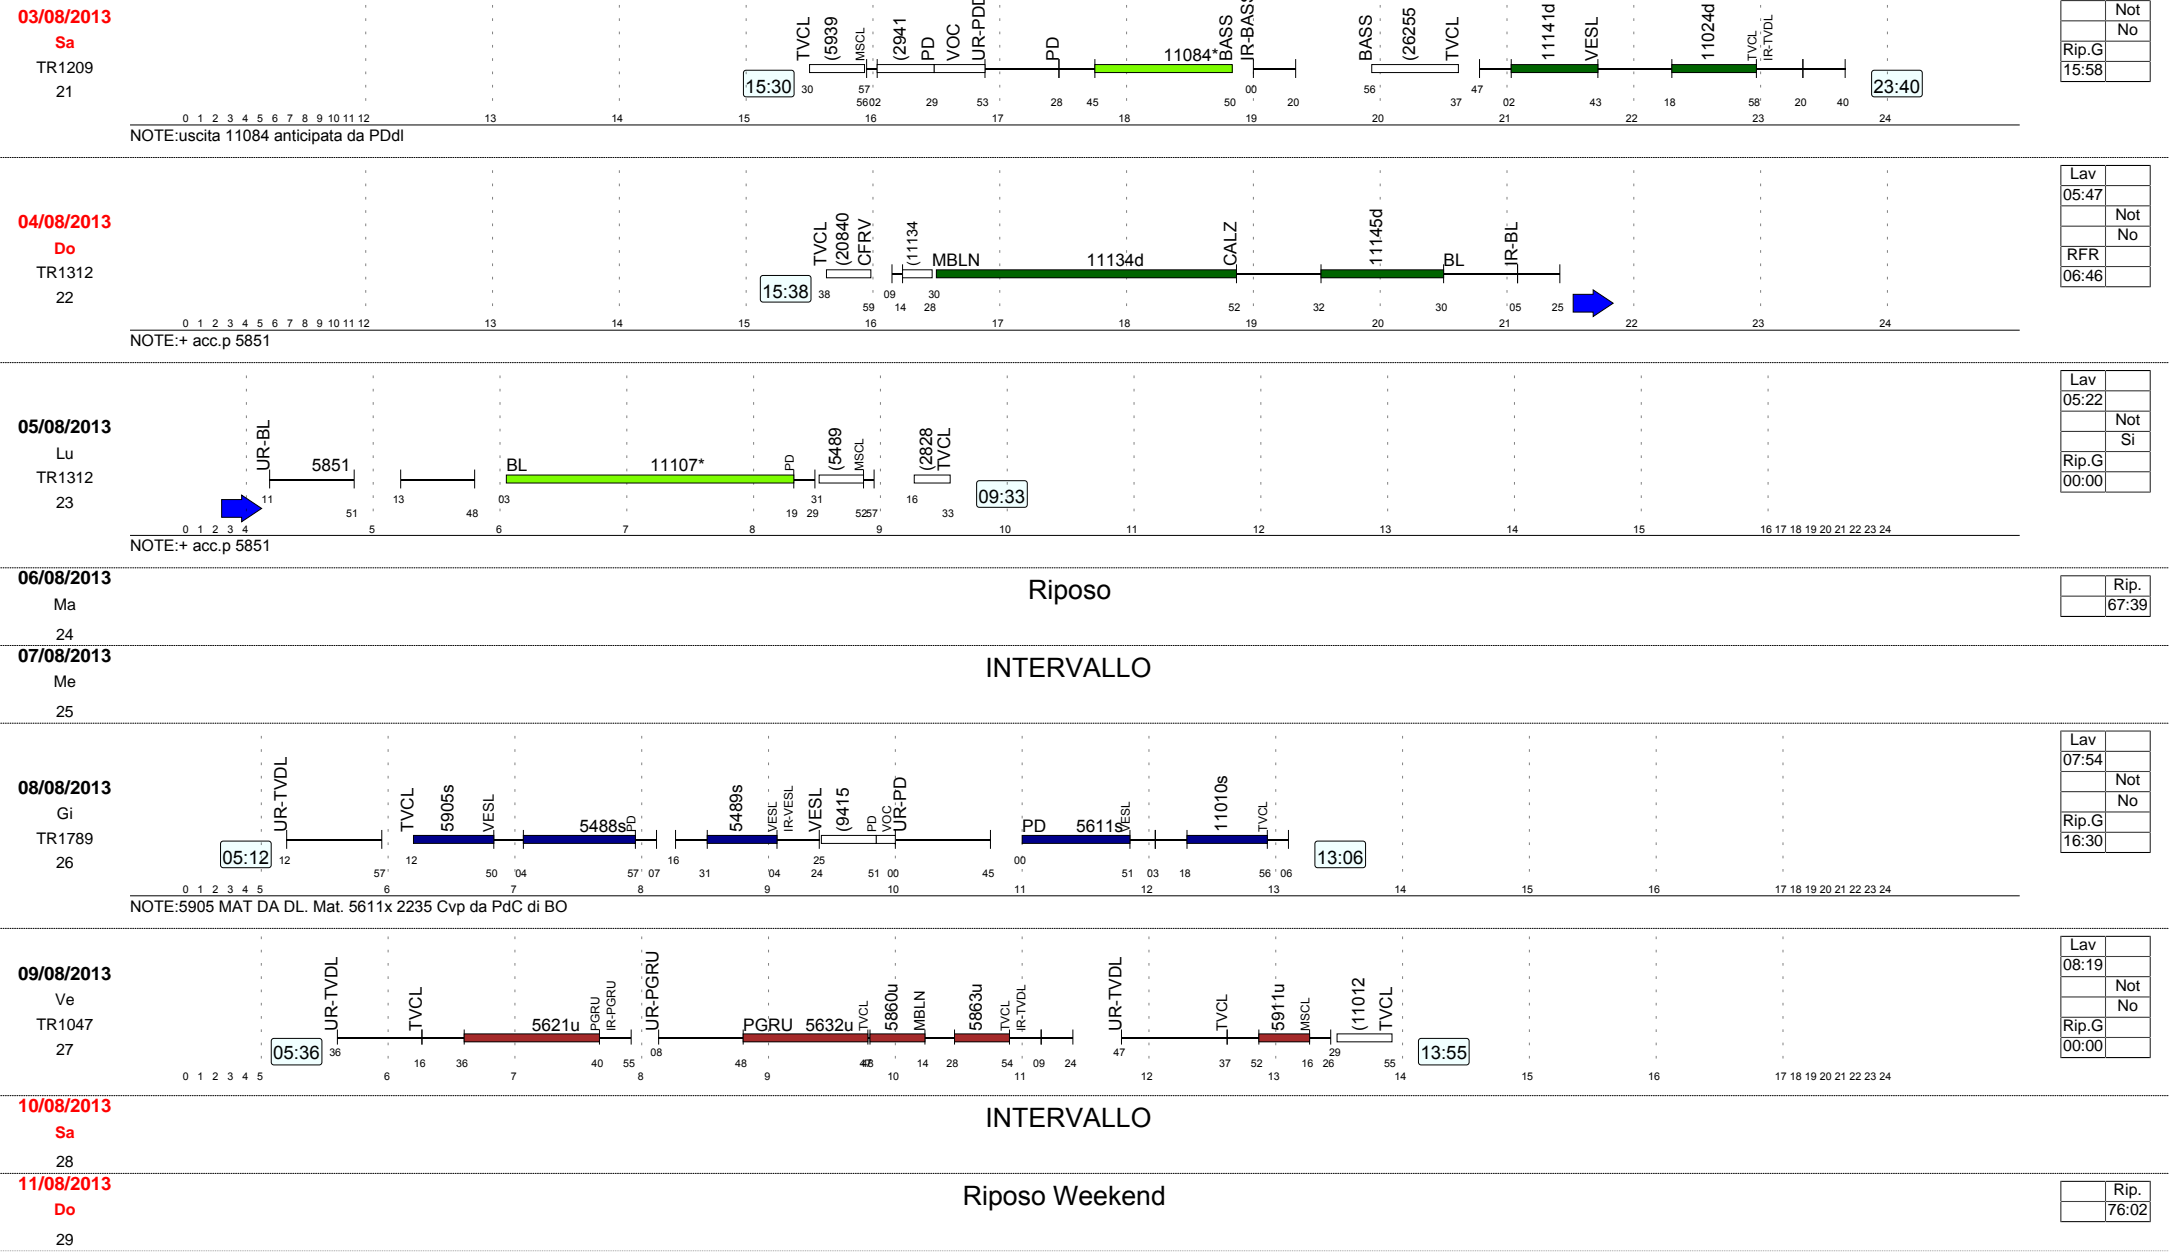 03/08/2013
Sa
TR1209
21
TVCL (5939 MSCL (2941 PD VOC UR-PDD PD 11084* BASS IR-BASS BASS (26255 TVCL 11141d VESL 11024d TVCL IR-TVDL
15:30 30 57 29 53 28 45 50 00 20 56 37 47 02 43 18 58 20 40 23:40
56 02
0 1 2 3 4 5 6 7 8 9 10 11 12 13 14 15 16 17 18 19 20 21 22 23 24
NOTE:uscita 11084 anticipata da PDdl
Not
No
Rip.G
15:58
04/08/2013
Do
TR1312
22
TVCL (20840 CFRV (11134 MBLN 11134d CALZ 11145d BL IR-BL
15:38 38 59 09 14 28 30 52 32 30 05 25
0 1 2 3 4 5 6 7 8 9 10 11 12 13 14 15 16 17 18 19 20 21 22 23 24
NOTE:+ acc.p 5851
Lav
05:47
Not
No
RFR
06:46
05/08/2013
Lu
TR1312
23
UR-BL 5851 BL 11107* PD (5489 MSCL (2828 TVCL
11 51 13 48 03 19 29 31 52 57 16 33 09:33
0 1 2 3 4 5 6 7 8 9 10 11 12 13 14 15 16 17 18 19 20 21 22 23 24
NOTE:+ acc.p 5851
Lav
05:22
Not
Si
Rip.G
00:00
06/08/2013
Ma
24
Riposo
Rip.
67:39
07/08/2013
Me
25
INTERVALLO
08/08/2013
Gi
TR1789
26
UR-TVDL TVCL 5905s VESL 5488s PD 5489s VESL IR-VESL VESL (9415 PD VOC UR-PD PD 5611s VESL 11010s TVCL
05:12 12 57 12 50 04 57 07 16 31 04 24 25 51 00 45 00 51 03 18 56 06 13:06
0 1 2 3 4 5 6 7 8 9 10 11 12 13 14 15 16 17 18 19 20 21 22 23 24
NOTE:5905 MAT DA DL. Mat. 5611x 2235 Cvp da PdC di BO
Lav
07:54
Not
No
Rip.G
16:30
09/08/2013
Ve
TR1047
27
UR-TVDL TVCL 5621u PGRU IR-PGRU UR-PGRU PGRU 5632u TVCL 5860u MBLN 5863u TVCL IR-TVDL UR-TVDL TVCL 5911u MSCL (11012 TVCL
05:36 36 16 36 40 55 08 48 14 28 54 09 24 47 37 52 16 26 29 55 13:55
0 1 2 3 4 5 6 7 8 9 10 11 12 13 14 15 16 17 18 19 20 21 22 23 24
Lav
08:19
Not
No
Rip.G
00:00
10/08/2013
Sa
28
INTERVALLO
11/08/2013
Do
29
Riposo Weekend
Rip.
76:02